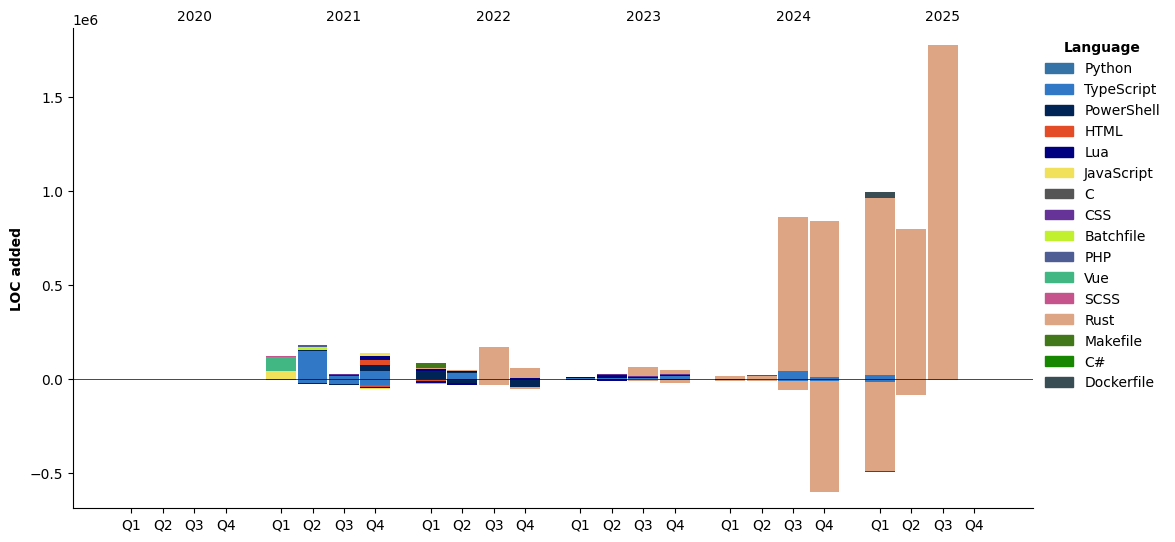 1e6
2020 2021 2022 2023 2024 2025
LOC added
1.5
1.0
0.5
0.0
−0.5
Q1 Q2 Q3 Q4 Q1 Q2 Q3 Q4 Q1 Q2 Q3 Q4 Q1 Q2 Q3 Q4 Q1 Q2 Q3 Q4 Q1 Q2 Q3 Q4
Language
Python
TypeScript
PowerShell
HTML
Lua
JavaScript
C
CSS
Batchfile
PHP
Vue
SCSS
Rust
Makefile
C#
Dockerfile